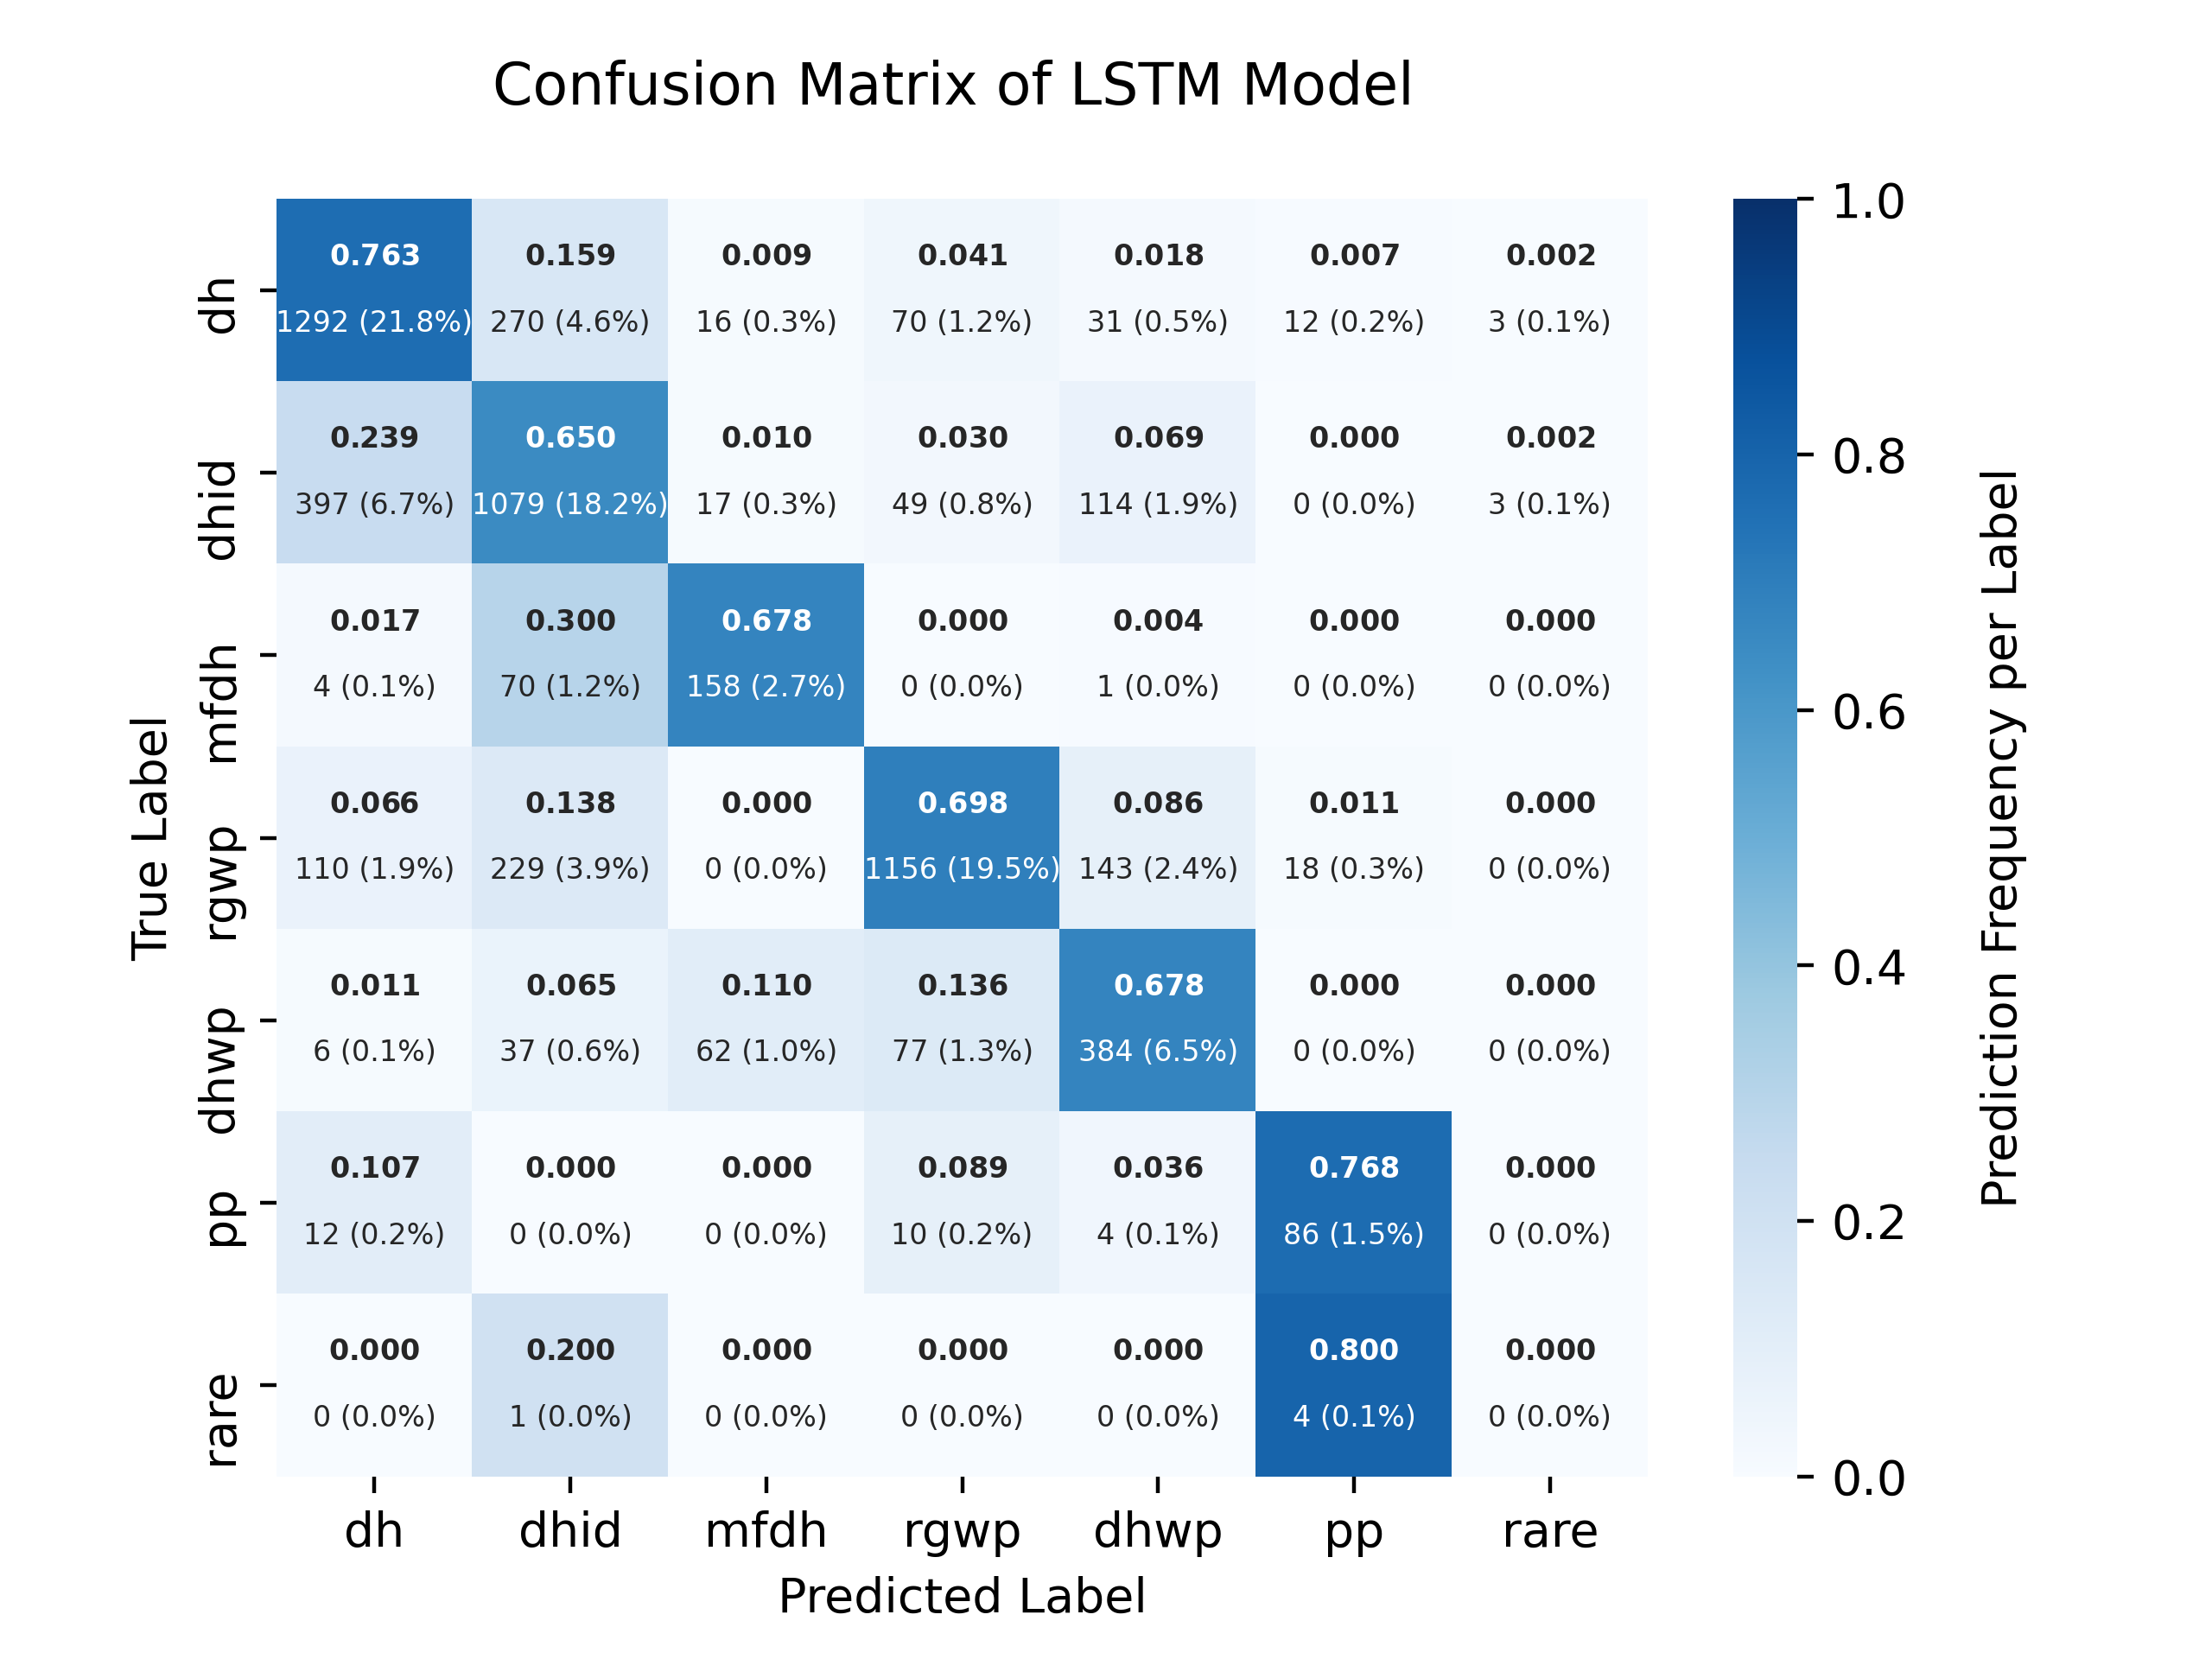 Confusion Matrix of LSTM Model
True Label
dh
0.763 0.159 0.009 0.041 0.018 0.007 0.002
1292 (21.8%) 270 (4.6%) 16 (0.3%) 70 (1.2%) 31 (0.5%) 12 (0.2%) 3 (0.1%)
dhid
0.239 0.650 0.010 0.030 0.069 0.000 0.002
397 (6.7%) 1079 (18.2%) 17 (0.3%) 49 (0.8%) 114 (1.9%) 0 (0.0%) 3 (0.1%)
mfdh
0.017 0.300 0.678 0.000 0.004 0.000 0.000
4 (0.1%) 70 (1.2%) 158 (2.7%) 0 (0.0%) 1 (0.0%) 0 (0.0%) 0 (0.0%)
rgwp
0.066 0.138 0.000 0.698 0.086 0.011 0.000
110 (1.9%) 229 (3.9%) 0 (0.0%) 1156 (19.5%) 143 (2.4%) 18 (0.3%) 0 (0.0%)
dhwp
0.011 0.065 0.110 0.136 0.678 0.000 0.000
6 (0.1%) 37 (0.6%) 62 (1.0%) 77 (1.3%) 384 (6.5%) 0 (0.0%) 0 (0.0%)
pp
0.107 0.000 0.000 0.089 0.036 0.768 0.000
12 (0.2%) 0 (0.0%) 0 (0.0%) 10 (0.2%) 4 (0.1%) 86 (1.5%) 0 (0.0%)
rare
0.000 0.200 0.000 0.000 0.000 0.800 0.000
0 (0.0%) 1 (0.0%) 0 (0.0%) 0 (0.0%) 0 (0.0%) 4 (0.1%) 0 (0.0%)
dh dhid mfdh rgwp dhwp pp rare
Predicted Label
1.0
0.8
0.6
0.4
0.2
0.0
Prediction Frequency per Label